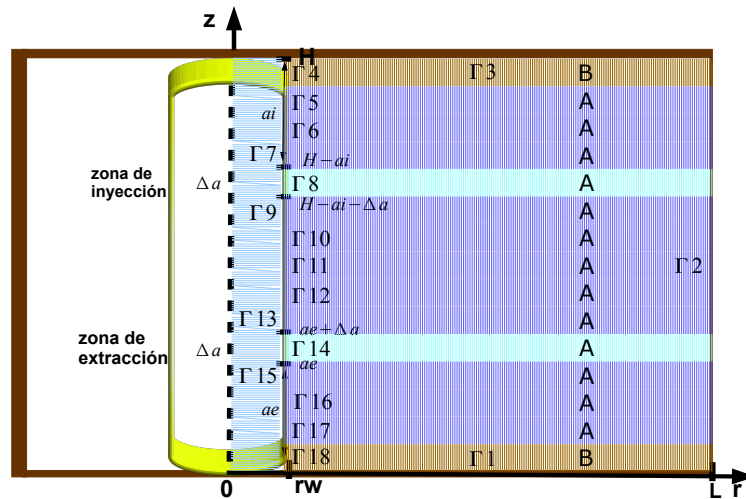 z
H
Γ4 Γ3 B
Γ5 A
ai
Γ6 A
Γ7 A
H−ai
zona de
inyección
Δa Γ8 A
H−ai−Δa
Γ9 A
Γ10 A
Γ11 A Γ2
Γ12 A
Γ13 A
ae+Δa
zona de
extracción
Δa Γ14 A
ae
Γ15 A
ae Γ16 A
Γ17 A
Γ18 Γ1 B
0 rw L r